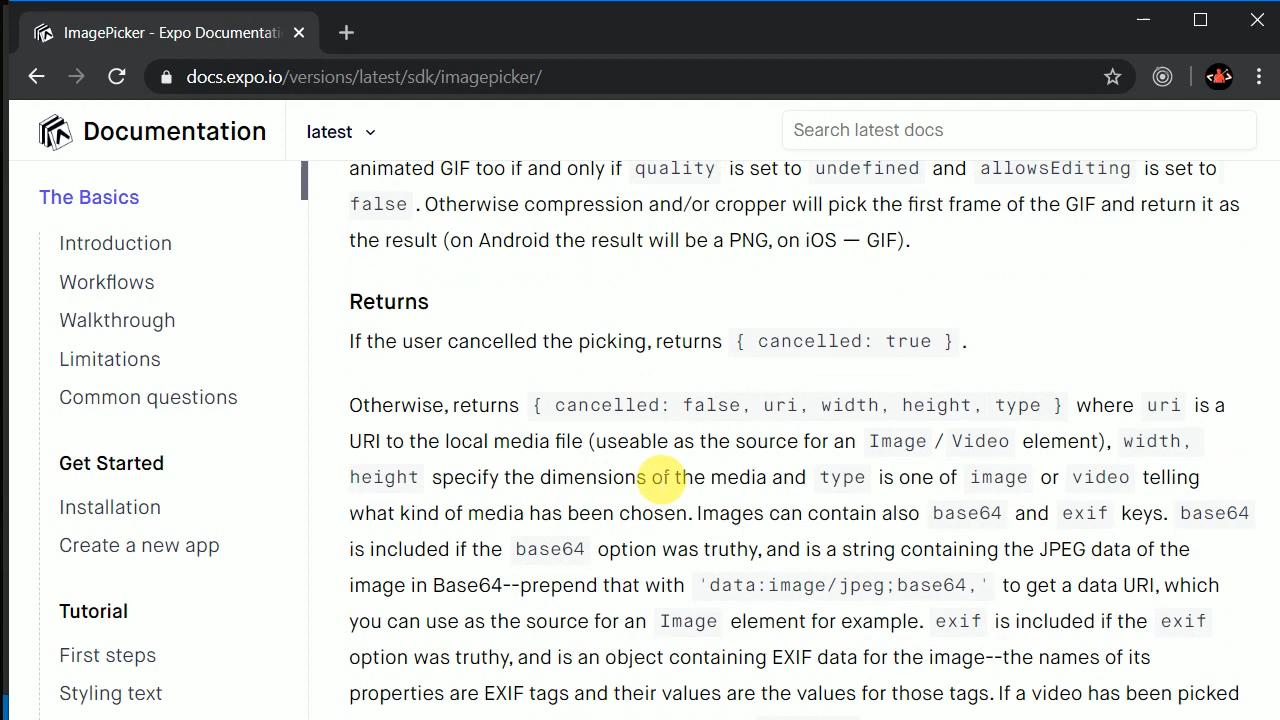 ImagePicker - Expo Documentati
docs.expo.io/versions/latest/sdk/imagepicker/
Documentation
latest
Search latest docs
The Basics
Introduction
Workflows
Walkthrough
Limitations
Common questions
Get Started
Installation
Create a new app
Tutorial
First steps
Styling text
animated GIF too if and only if quality is set to undefined and allowsEditing is set to
false . Otherwise compression and/or cropper will pick the first frame of the GIF and return it as
the result (on Android the result will be a PNG, on iOS — GIF).
Returns
If the user cancelled the picking, returns { cancelled: true } .
Otherwise, returns { cancelled: false, uri, width, height, type } where uri is a
URI to the local media file (useable as the source for an Image / Video element), width,
height specify the dimensions of the media and type is one of image or video telling
what kind of media has been chosen. Images can contain also base64 and exif keys. base64
is included if the base64 option was truthy, and is a string containing the JPEG data of the
image in Base64--prepend that with 'data:image/jpeg;base64,' to get a data URI, which
you can use as the source for an Image element for example. exif is included if the exif
option was truthy, and is an object containing EXIF data for the image--the names of its
properties are EXIF tags and their values are the values for those tags. If a video has been picked